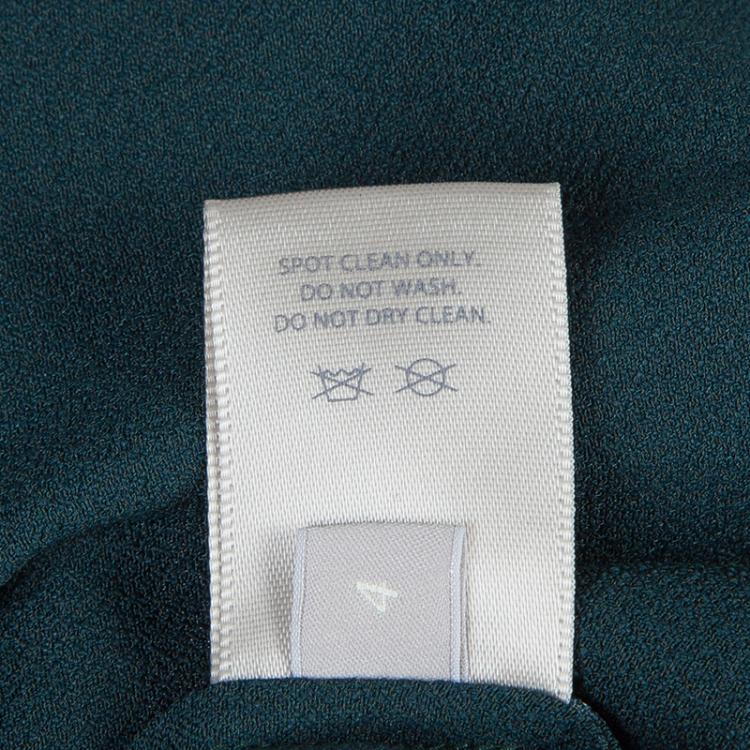 SPOT CLEAN ONLY.
DO NOT WASH.
DO NOT DRY CLEAN.
4